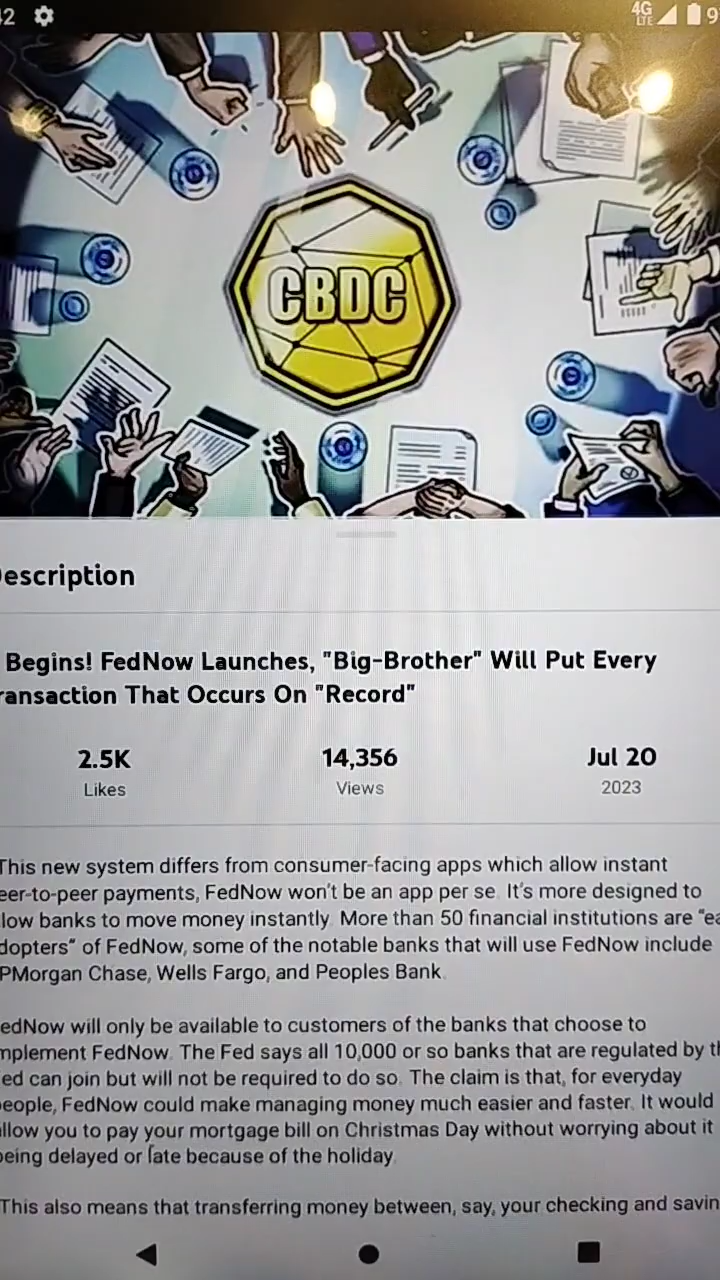 42
4G
LTE
9
CBDC
escription
Begins! FedNow Launches, "Big-Brother" Will Put Every
ransaction That Occurs On "Record"
2.5K
14,356
Jul 20
Likes
Views
2023
This new system differs from consumer-facing apps which allow instant
eer-to-peer payments, FedNow won't be an app per se. It's more designed to
low banks to move money instantly. More than 50 financial institutions are "ea
dopters" of FedNow, some of the notable banks that will use FedNow include
PMorgan Chase, Wells Fargo, and Peoples Bank.
edNow will only be available to customers of the banks that choose to
mplement FedNow. The Fed says all 10,000 or so banks that are regulated by th
ed can join but will not be required to do so. The claim is that, for everyday
eople, FedNow could make managing money much easier and faster. It would
llow you to pay your mortgage bill on Christmas Day without worrying about it
being delayed or late because of the holiday.
This also means that transferring money between, say, your checking and savin